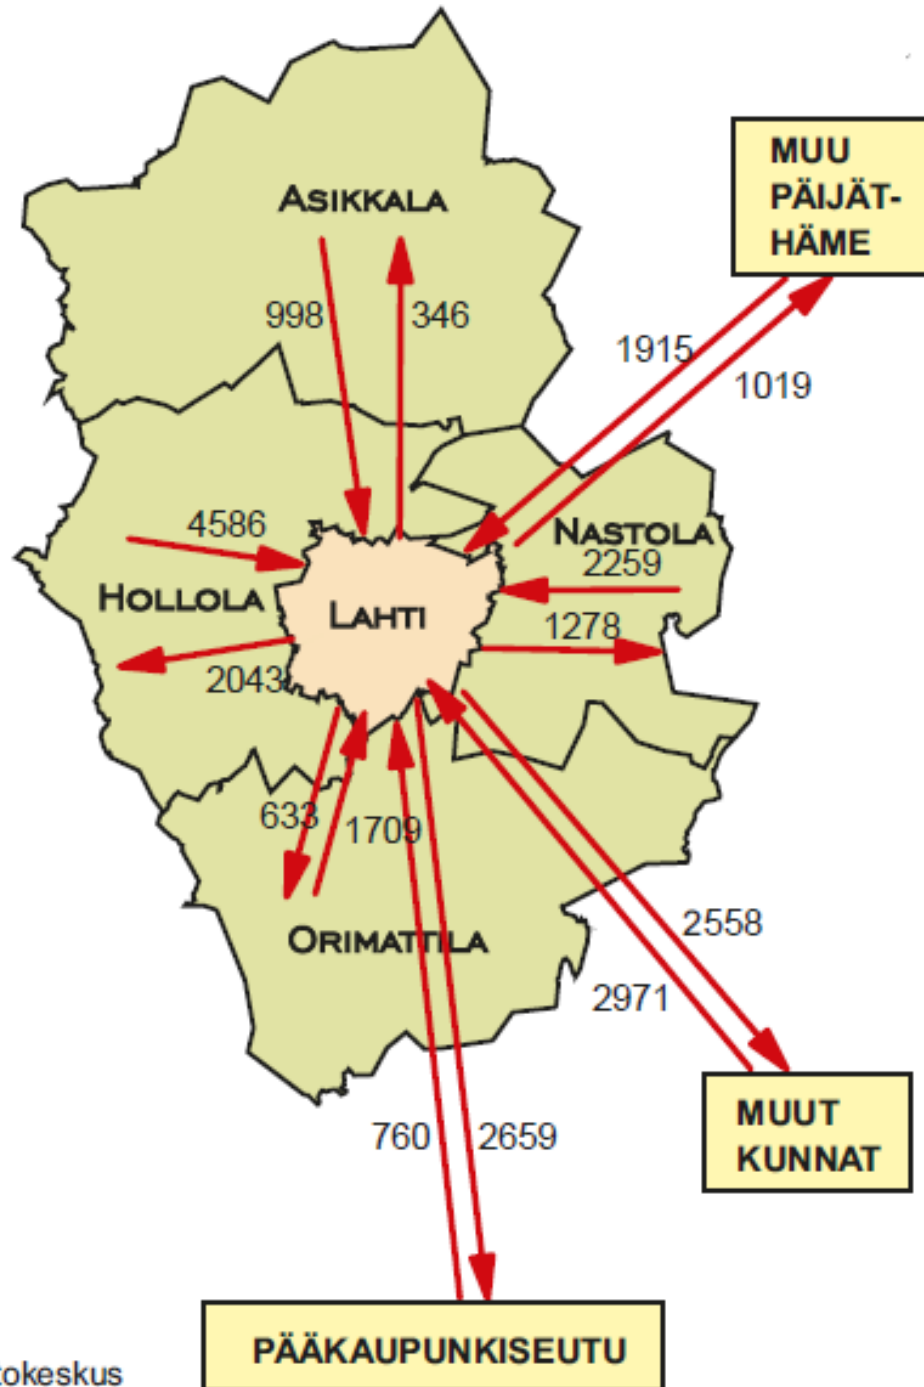 MUU
PÄIJÄT-
HÄME
ASIKKALA
998
346
1915
1019
4586
NASTOLA
2259
HOLLOLA
LAHTI
1278
2043
633
1709
2558
ORIMATTILA
2971
MUUT
KUNNAT
760
2659
PÄÄKAUPUNKISEUTU
tokeskus